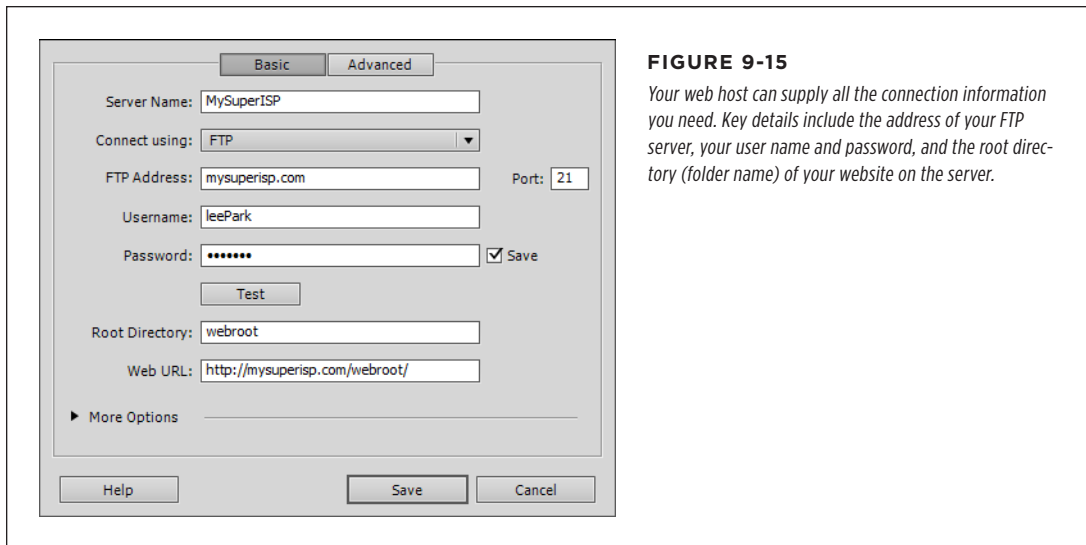 Basic
Advanced
Server Name: MySuperISP
Connect using: FTP
FTP Address: mysuperisp.com Port: 21
Username: leePark
Password: ••••••• Save
Test
Root Directory: webroot
Web URL: http://mysuperisp.com/webroot/
More Options
Help
Save
Cancel
FIGURE 9-15
Your web host can supply all the connection information
you need. Key details include the address of your FTP
server, your user name and password, and the root direc-
tory (folder name) of your website on the server.